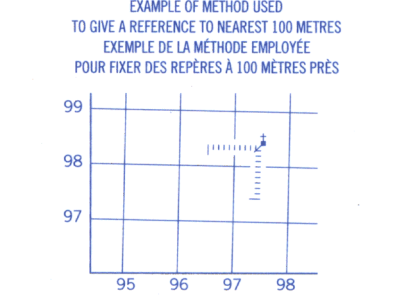 EXAMPLE OF METHOD USED
TO GIVE A REFERENCE TO NEAREST 100 METRES
EXEMPLE DE LA MÉTHODE EMPLOYÉE
POUR FIXER DES REPÈRES À 100 MÈTRES PRÈS
99
98
97
95 96 97 98